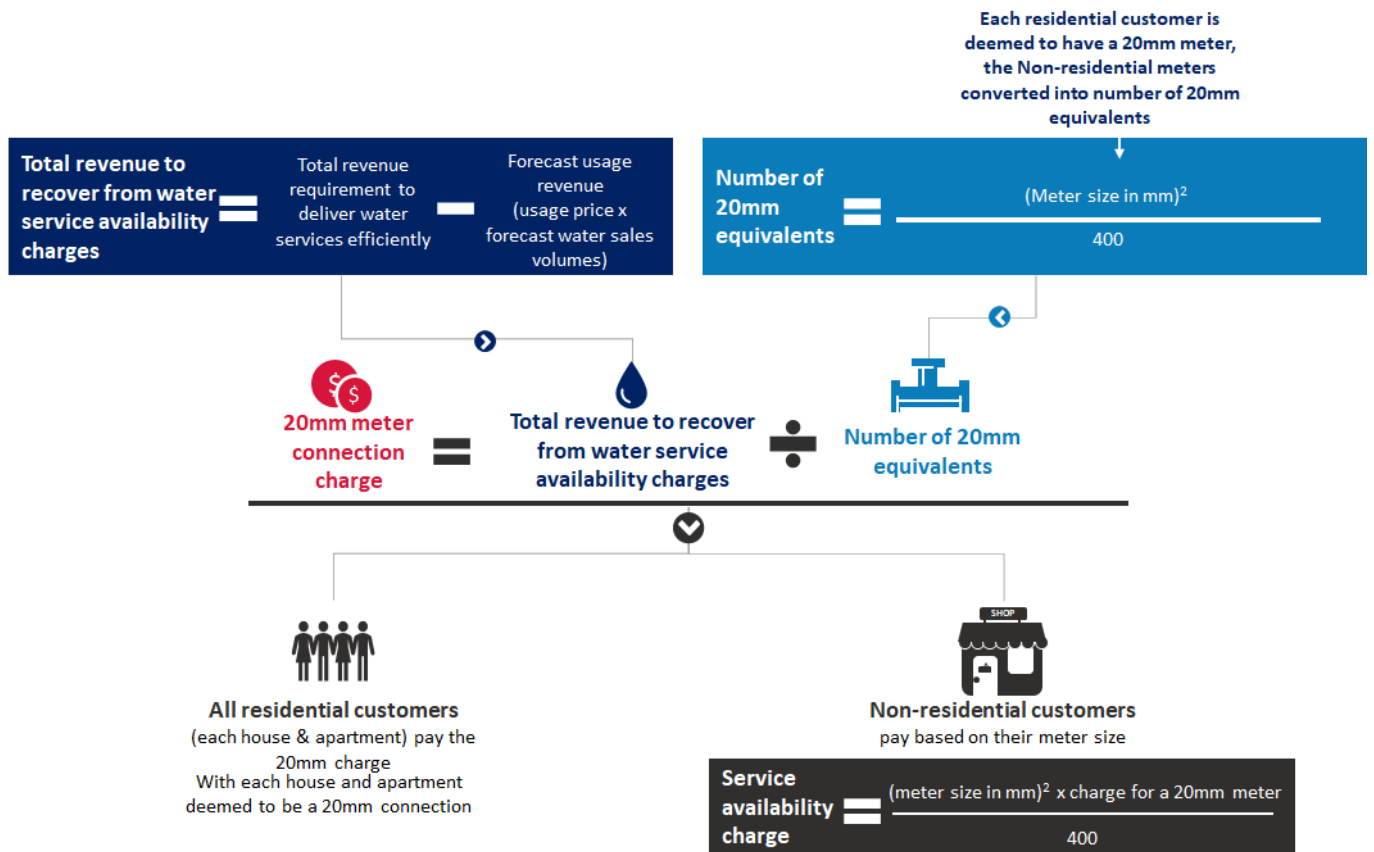 Each residential customer is
deemed to have a 20mm meter,
the Non-residential meters
converted into number of 20mm
equivalents
Total revenue to
recover from water
service availability
charges
=
Total revenue
requirement to
deliver water
services efficiently
−
Forecast usage
revenue
(usage price x
forecast water sales
volumes)
Number of
20mm
equivalents
=
(Meter size in mm)²
400
$
$
20mm meter
connection
charge
=
Total revenue to recover
from water service
availability charges
÷
Number of 20mm
equivalents
All residential customers
(each house & apartment) pay the
20mm charge
With each house and apartment
deemed to be a 20mm connection
SHOP
Non-residential customers
pay based on their meter size
Service
availability
charge
=
(meter size in mm)² x charge for a 20mm meter
400